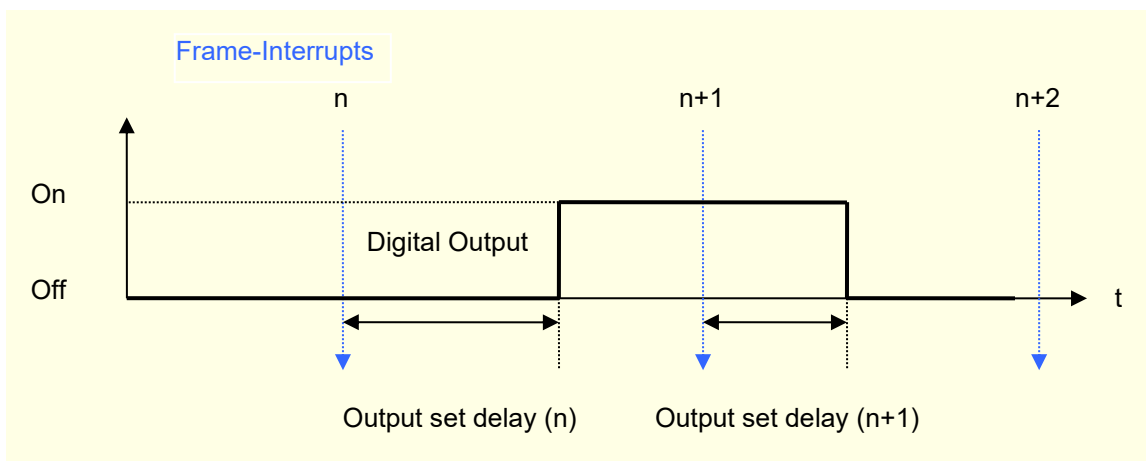 Frame-Interrupts
n n+1 n+2
On
Digital Output
Off
t
Output set delay (n) Output set delay (n+1)